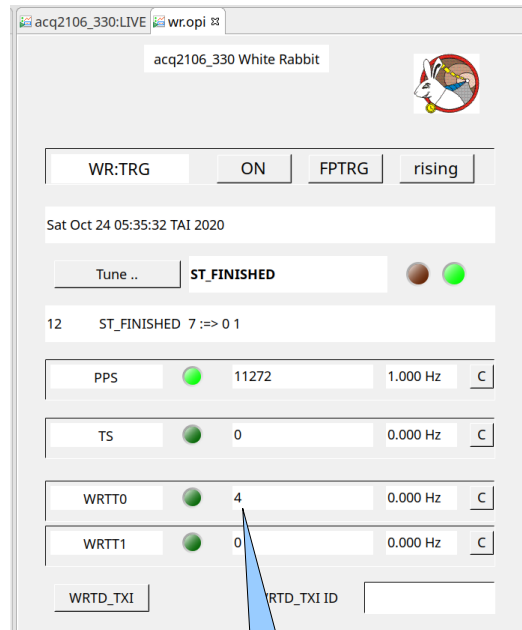 acq2106_330:LIVE wr.opi
acq2106_330 White Rabbit
WR:TRG ON FPTRG rising
Sat Oct 24 05:35:32 TAI 2020
Tune .. ST_FINISHED
12 ST_FINISHED 7 :=> 0 1
PPS 11272 1.000 Hz C
TS 0 0.000 Hz C
WRTT0 4 0.000 Hz C
WRTT1 0 0.000 Hz C
WRTD_TXI RTD_TXI ID